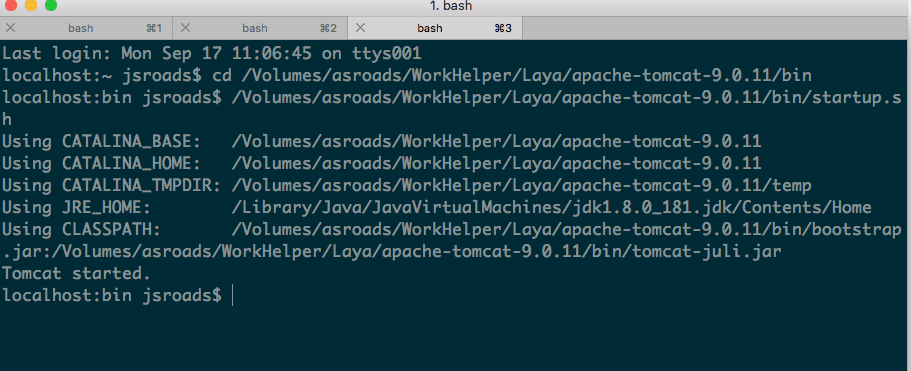 1. bash
bash ⌘1 bash ⌘2 bash ⌘3
Last login: Mon Sep 17 11:06:45 on ttys001
localhost:~ jsroads$ cd /Volumes/asroads/WorkHelper/Laya/apache-tomcat-9.0.11/bin
localhost:bin jsroads$ /Volumes/asroads/WorkHelper/Laya/apache-tomcat-9.0.11/bin/startup.s
h
Using CATALINA_BASE:   /Volumes/asroads/WorkHelper/Laya/apache-tomcat-9.0.11
Using CATALINA_HOME:   /Volumes/asroads/WorkHelper/Laya/apache-tomcat-9.0.11
Using CATALINA_TMPDIR: /Volumes/asroads/WorkHelper/Laya/apache-tomcat-9.0.11/temp
Using JRE_HOME:        /Library/Java/JavaVirtualMachines/jdk1.8.0_181.jdk/Contents/Home
Using CLASSPATH:       /Volumes/asroads/WorkHelper/Laya/apache-tomcat-9.0.11/bin/bootstrap
.jar:/Volumes/asroads/WorkHelper/Laya/apache-tomcat-9.0.11/bin/tomcat-juli.jar
Tomcat started.
localhost:bin jsroads$